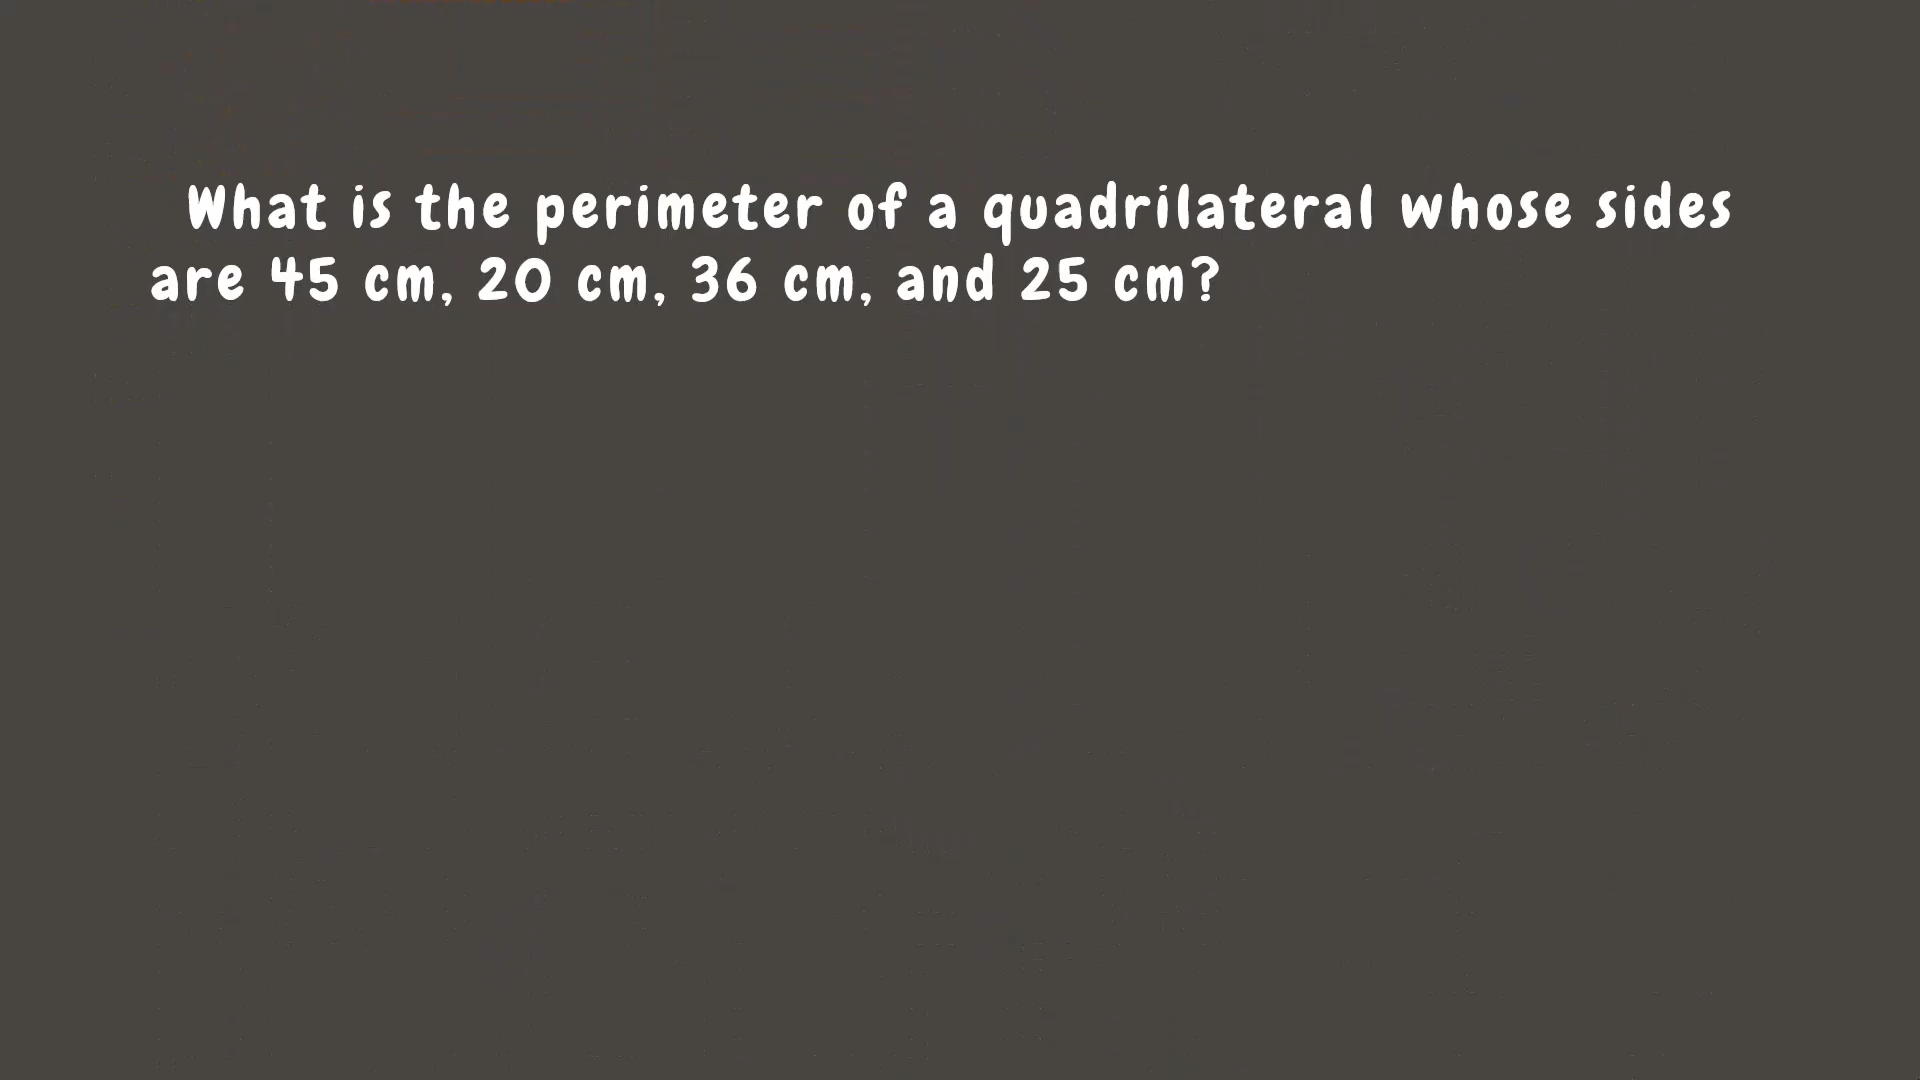 What is the perimeter of a quadrilateral whose sides
are 45 cm, 20 cm, 36 cm, and 25 cm?